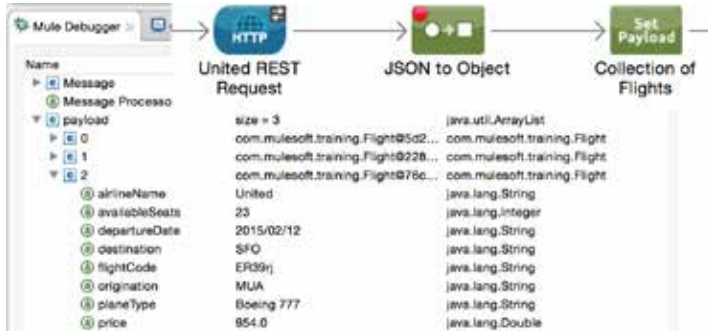 Mule Debugger
HTTP
Set
Payload
United REST
Request
JSON to Object
Collection of
Flights
Name
Message
Message Processo
payload size = 3 java.util.ArrayList
0 com.mulesoft.training.Flight@5d2... com.mulesoft.training.Flight
1 com.mulesoft.training.Flight@228... com.mulesoft.training.Flight
2 com.mulesoft.training.Flight@76c... com.mulesoft.training.Flight
airlineName United java.lang.String
availableSeats 23 java.lang.Integer
departureDate 2015/02/12 java.lang.String
destination SFO java.lang.String
flightCode ER39rj java.lang.String
origination MUA java.lang.String
planeType Boeing 777 java.lang.String
price 954.0 java.lang.Double